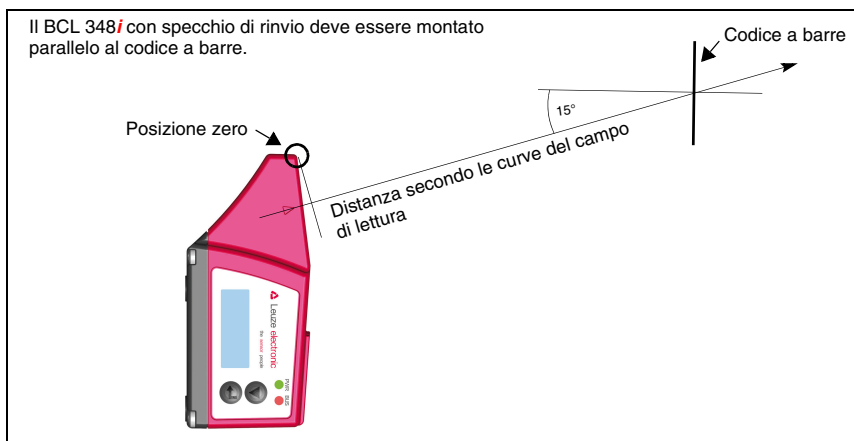 Il BCL 348i con specchio di rinvio deve essere montato
parallelo al codice a barre.
Codice a barre
15°
Posizione zero
Distanza secondo le curve del campo
di lettura
Leuze electronic
the sensor people
PWR BUS